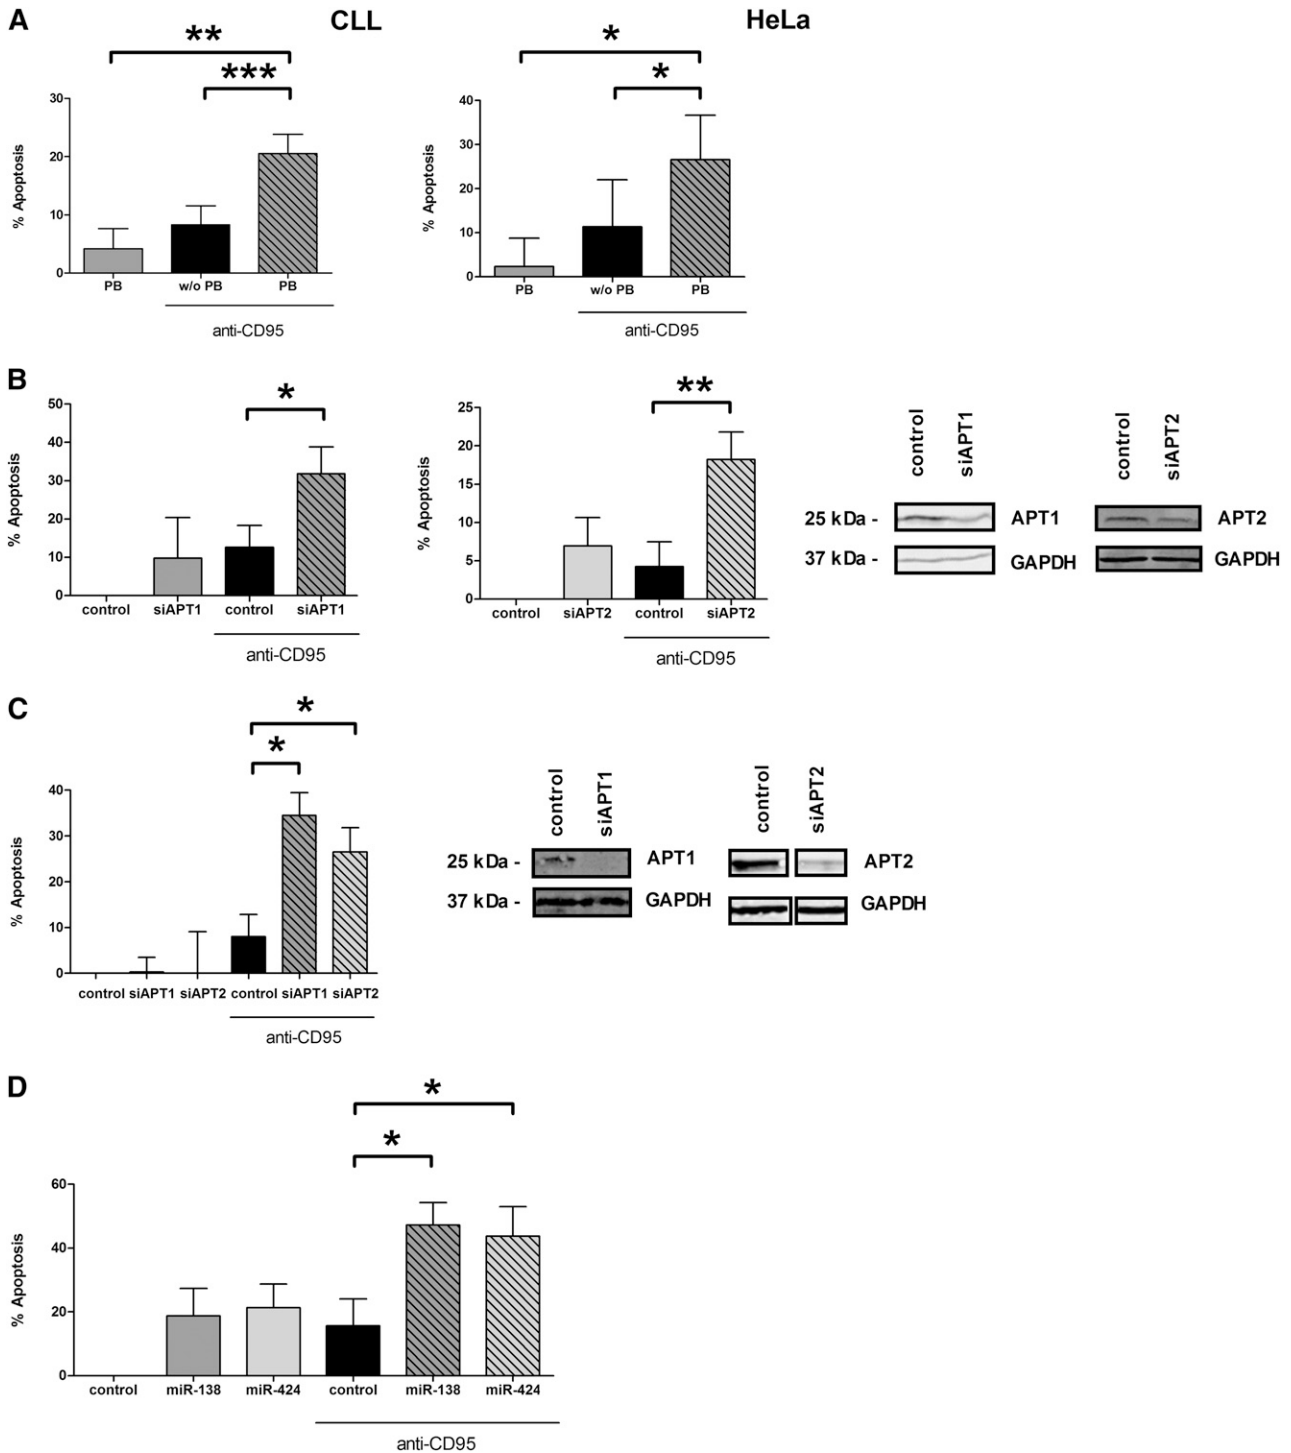 A
CLL
HeLa
** 
***
*
*
% Apoptosis
30
20
10
0
PB w/o PB PB
anti-CD95
% Apoptosis
40
30
20
10
0
PB w/o PB PB
anti-CD95
B
*
% Apoptosis
50
40
30
20
10
0
control siAPT1 control siAPT1
anti-CD95
**
% Apoptosis
25
20
15
10
5
0
control siAPT2 control siAPT2
anti-CD95
control siAPT1
25 kDa - APT1
37 kDa - GAPDH
control siAPT2
APT2
GAPDH
C
*
*
% Apoptosis
40
30
20
10
0
control siAPT1 siAPT2 control siAPT1 siAPT2
anti-CD95
control siAPT1
25 kDa - APT1
37 kDa - GAPDH
control siAPT2
APT2
GAPDH
D
*
*
% Apoptosis
60
40
20
0
control miR-138 miR-424 control miR-138 miR-424
anti-CD95